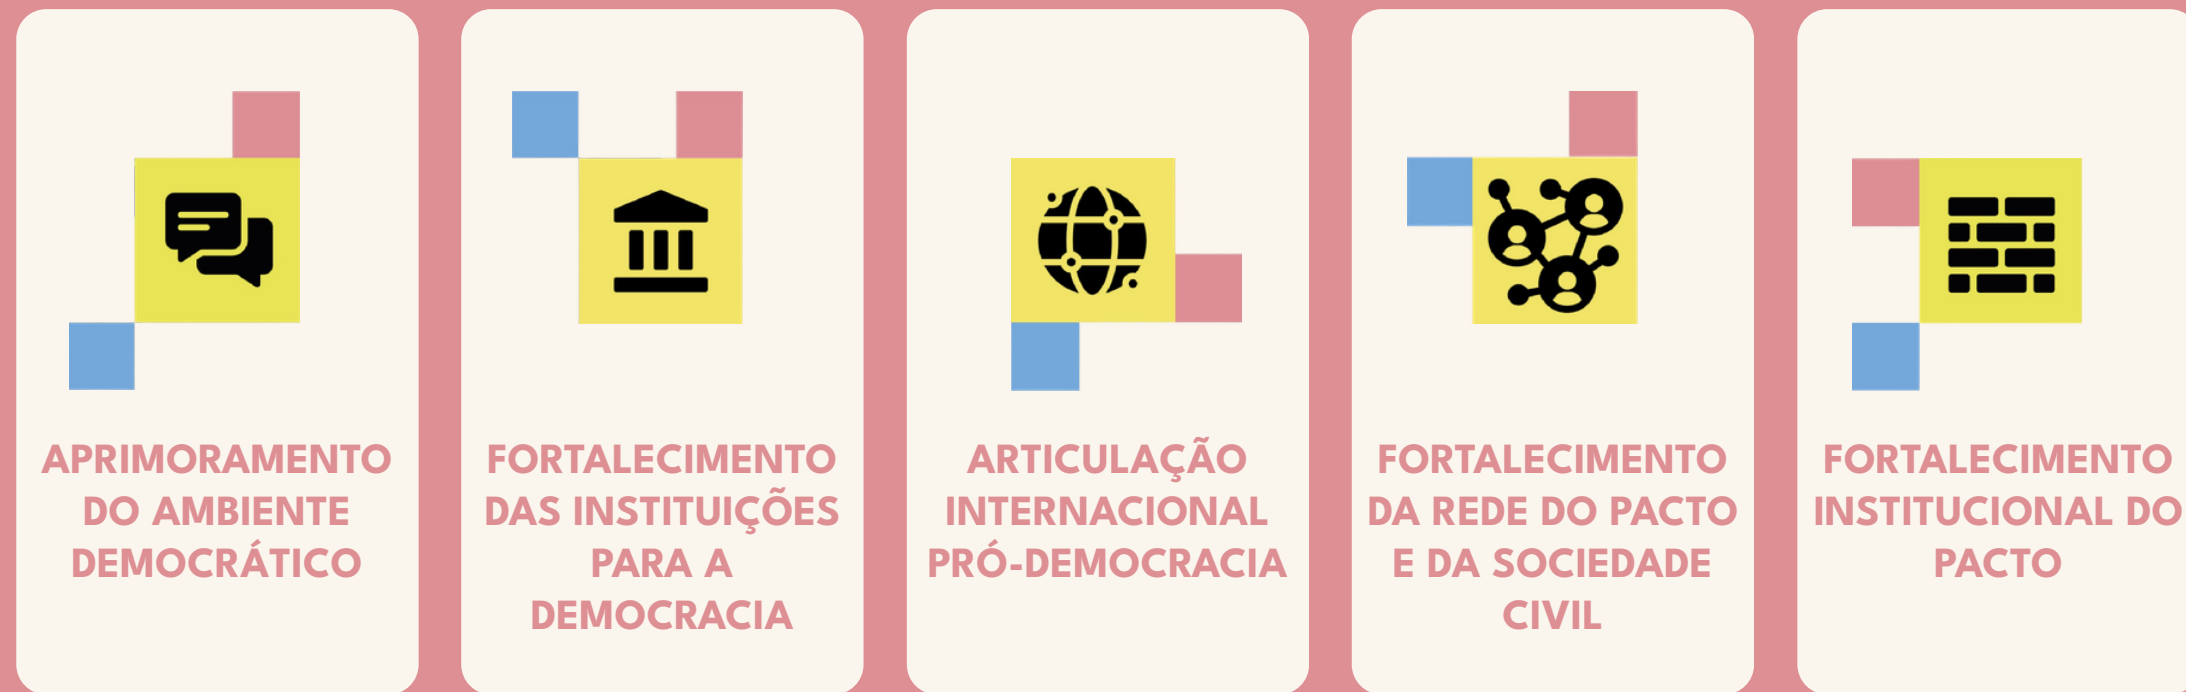 APRIMORAMENTO
DO AMBIENTE
DEMOCRÁTICO
FORTALECIMENTO
DAS INSTITUIÇÕES
PARA A
DEMOCRACIA
ARTICULAÇÃO
INTERNACIONAL
PRÓ-DEMOCRACIA
FORTALECIMENTO
DA REDE DO PACTO
E DA SOCIEDADE
CIVIL
FORTALECIMENTO
INSTITUCIONAL DO
PACTO